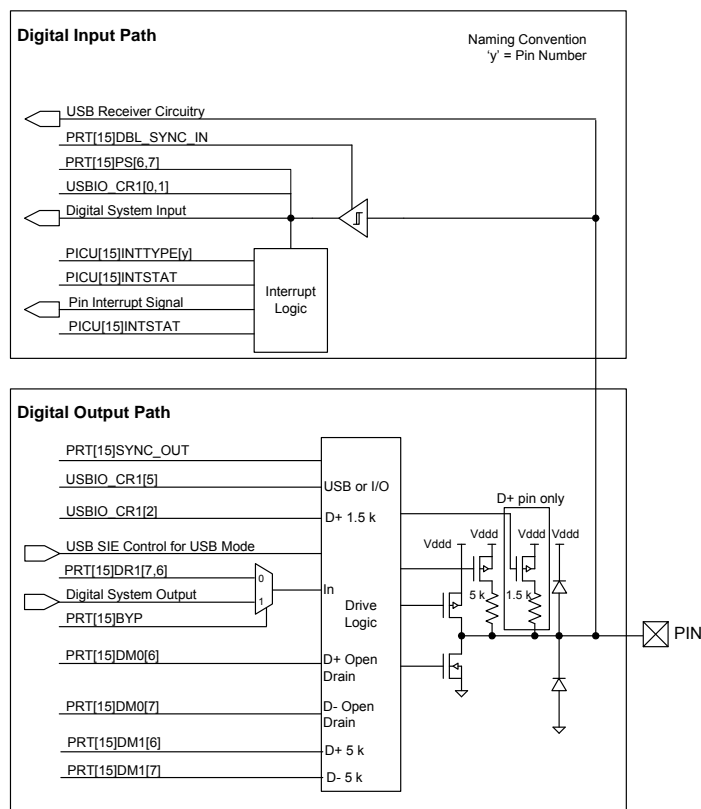 Digital Input Path
Naming Convention
'y' = Pin Number
USB Receiver Circuitry
PRT[15]DBL_SYNC_IN
PRT[15]PS[6,7]
USBIO_CR1[0,1]
Digital System Input
PICU[15]INTTYPE[y]
PICU[15]INTSTAT
Pin Interrupt Signal
PICU[15]INTSTAT
Interrupt
Logic
Digital Output Path
PRT[15]SYNC_OUT
USBIO_CR1[5]
USB or I/O
USBIO_CR1[2]
D+ 1.5 k
D+ pin only
Vddd
Vddd
Vddd
Vddd
USB SIE Control for USB Mode
PRT[15]DR1[7,6]
0
5 k
1.5 k
Digital System Output
1
In
PRT[15]BYP
Drive
Logic
PIN
PRT[15]DM0[6]
D+ Open
Drain
PRT[15]DM0[7]
D- Open
Drain
PRT[15]DM1[6]
D+ 5 k
PRT[15]DM1[7]
D- 5 k